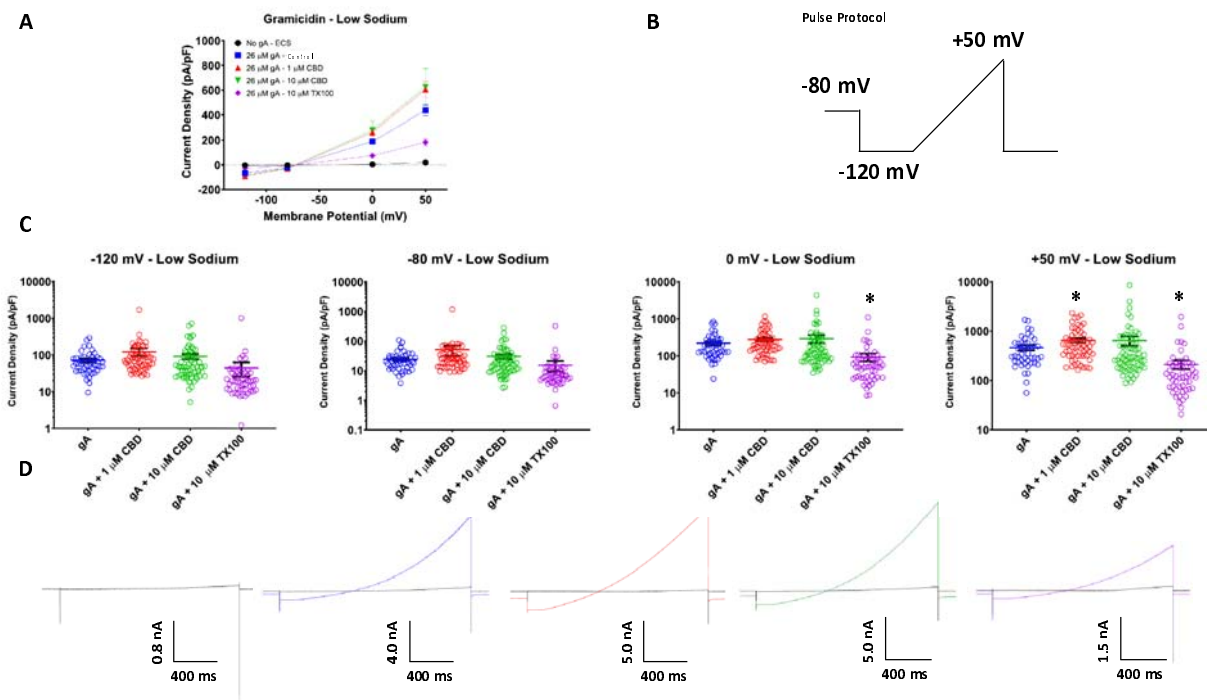 A
Gramicidin - Low Sodium
Current Density (pA/pF)
1000
800
600
400
200
0
-200
No gA - ECS
26 μM gA - Control
26 μM gA - 1 μM CBD
26 μM gA - 10 μM CBD
26 μM gA - 10 μM TX100
-100
-50
0
50
Membrane Potential (mV)
B
Pulse Protocol
+50 mV
-80 mV
-120 mV
C
-120 mV - Low Sodium
Current Density (pA/pF)
10000
1000
100
10
1
gA
gA + 1 μM CBD
gA + 10 μM CBD
gA + 10 μM TX100
-80 mV - Low Sodium
Current Density (pA/pF)
10000
1000
100
10
1
0.1
gA
gA + 1 μM CBD
gA + 10 μM CBD
gA + 10 μM TX100
0 mV - Low Sodium
Current Density (pA/pF)
10000
1000
100
10
1
*
gA
gA + 1 μM CBD
gA + 10 μM CBD
gA + 10 μM TX100
+50 mV - Low Sodium
Current Density (pA/pF)
10000
1000
100
10
*
*
gA
gA + 1 μM CBD
gA + 10 μM CBD
gA + 10 μM TX100
D
0.8 nA
400 ms
4.0 nA
400 ms
5.0 nA
400 ms
5.0 nA
400 ms
1.5 nA
400 ms